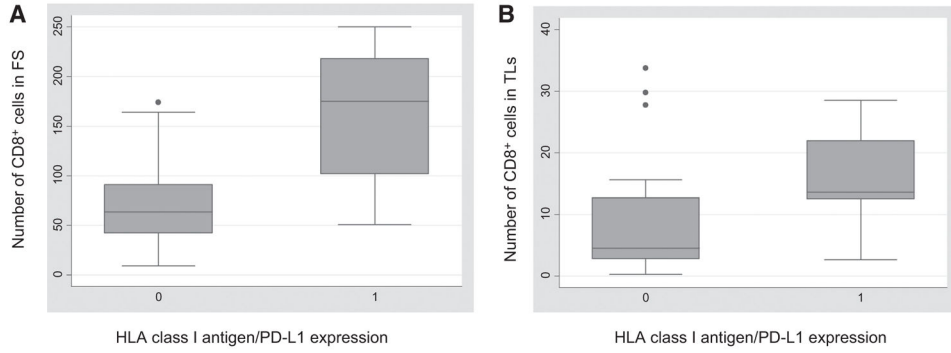 A
Number of CD8+ cells in FS
250
200
150
100
50
0
0 1
HLA class I antigen/PD-L1 expression
B
Number of CD8+ cells in TLs
40
30
20
10
0
0 1
HLA class I antigen/PD-L1 expression